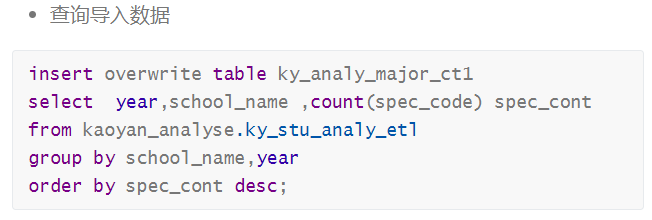 查询导入数据
insert overwrite table ky_analy_major_ct1
select  year,school_name ,count(spec_code) spec_cont
from kaoyan_analyse.ky_stu_analy_etl
group by school_name,year
order by spec_cont desc;